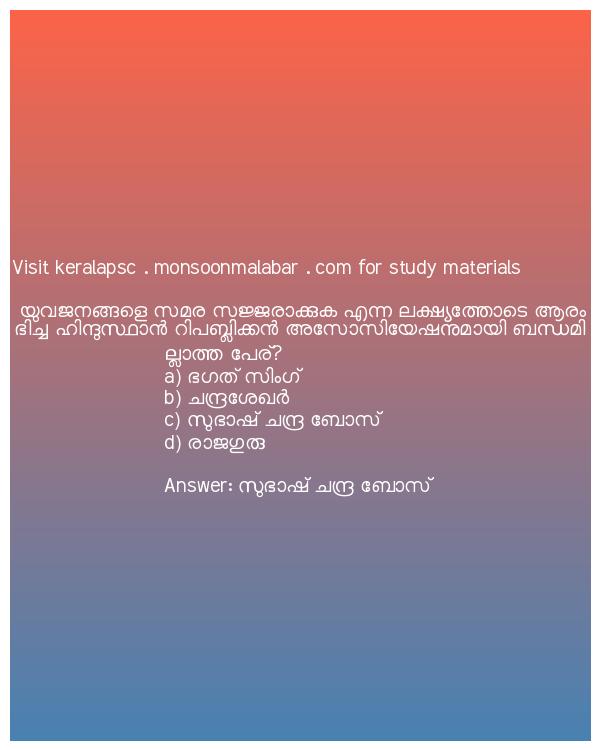 Visit keralapsc . monsoonmalabar . com for study materials
യുവജനങ്ങളെ സമര സജ്ജരാക്കുക എന്ന ലക്ഷ്യത്തോടെ ആരം
ഭിച്ച ഹിന്ദുസ്ഥാൻ റിപബ്ലിക്കൻ അസോസിയേഷനുമായി ബന്ധമി
ല്ലാത്ത പേര്?
a) ഭഗത് സിംഗ്
b) ചന്ദ്രശേഖർ
c) സുഭാഷ് ചന്ദ്ര ബോസ്
d) രാജഗുരു
Answer: സുഭാഷ് ചന്ദ്ര ബോസ്